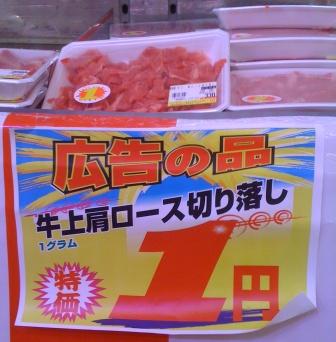 広告の品
牛上肩ロース切り落し
1グラム
特価
1円